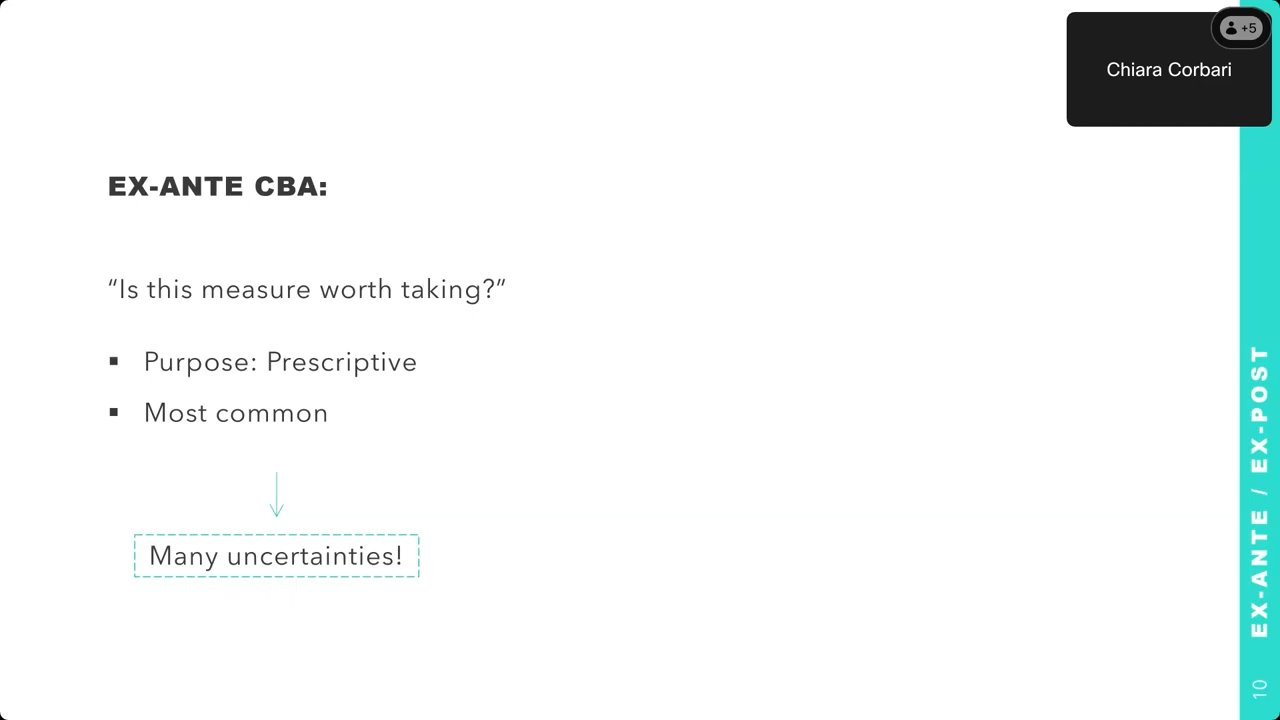 +5
Chiara Corbari
EX-ANTE CBA:
“Is this measure worth taking?”
▪ Purpose: Prescriptive
▪ Most common
Many uncertainties!
EX-ANTE / EX-POST
10